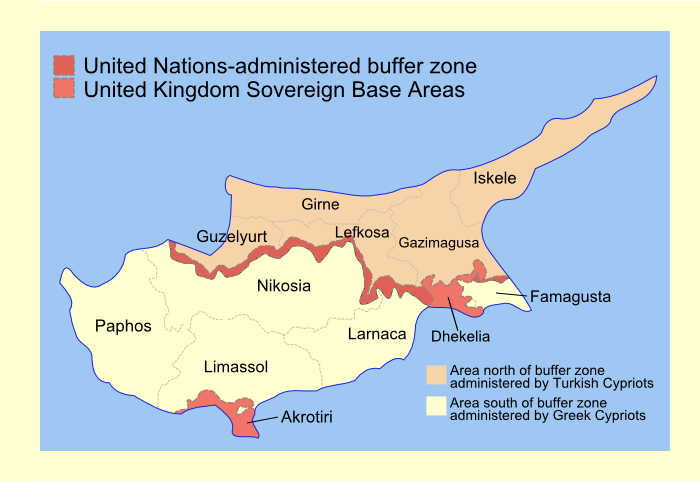 United Nations-administered buffer zone
United Kingdom Sovereign Base Areas
Iskele
Girne
Guzelyurt
Lefkosa
Gazimagusa
Nikosia
Famagusta
Paphos
Larnaca
Dhekelia
Limassol
Area north of buffer zone
administered by Turkish Cypriots
Area south of buffer zone
administered by Greek Cypriots
Akrotiri